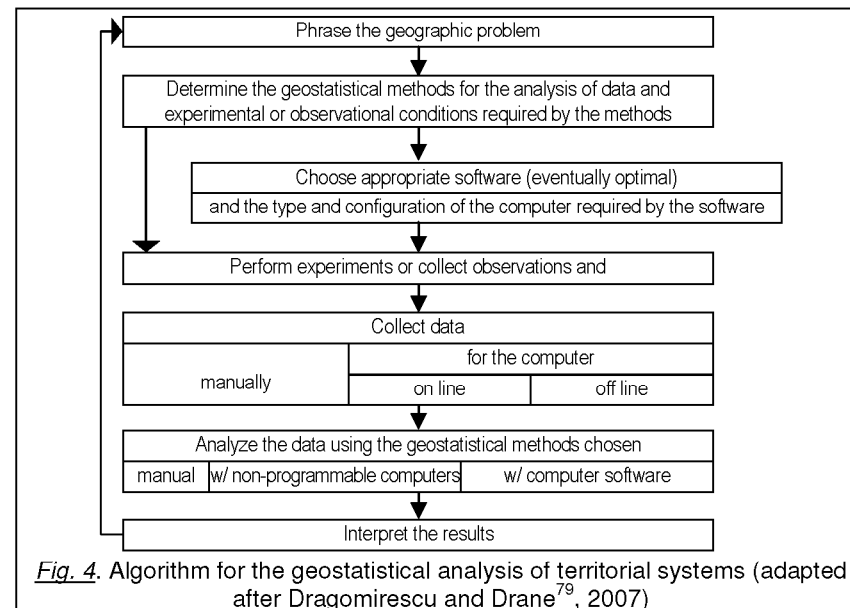 Phrase the geographic problem
Determine the geostatistical methods for the analysis of data and
experimental or observational conditions required by the methods
Choose appropriate software (eventually optimal)
and the type and configuration of the computer required by the software
Perform experiments or collect observations and
Collect data
manually
for the computer
on line
off line
Analyze the data using the geostatistical methods chosen
manual
w/ non-programmable computers
w/ computer software
Interpret the results
Fig. 4. Algorithm for the geostatistical analysis of territorial systems (adapted
after Dragomirescu and Drane79, 2007)